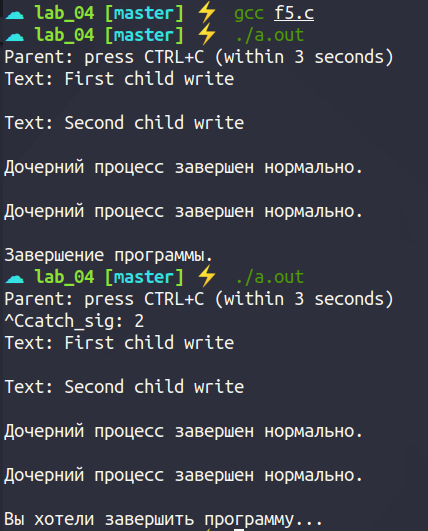 lab_04 [master] ⚡ gcc f5.c
lab_04 [master] ⚡ ./a.out
Parent: press CTRL+C (within 3 seconds)
Text: First child write
Text: Second child write
Дочерний процесс завершен нормально.
Дочерний процесс завершен нормально.
Завершение программы.
lab_04 [master] ⚡ ./a.out
Parent: press CTRL+C (within 3 seconds)
^Ccatch_sig: 2
Text: First child write
Text: Second child write
Дочерний процесс завершен нормально.
Дочерний процесс завершен нормально.
Вы хотели завершить программу...